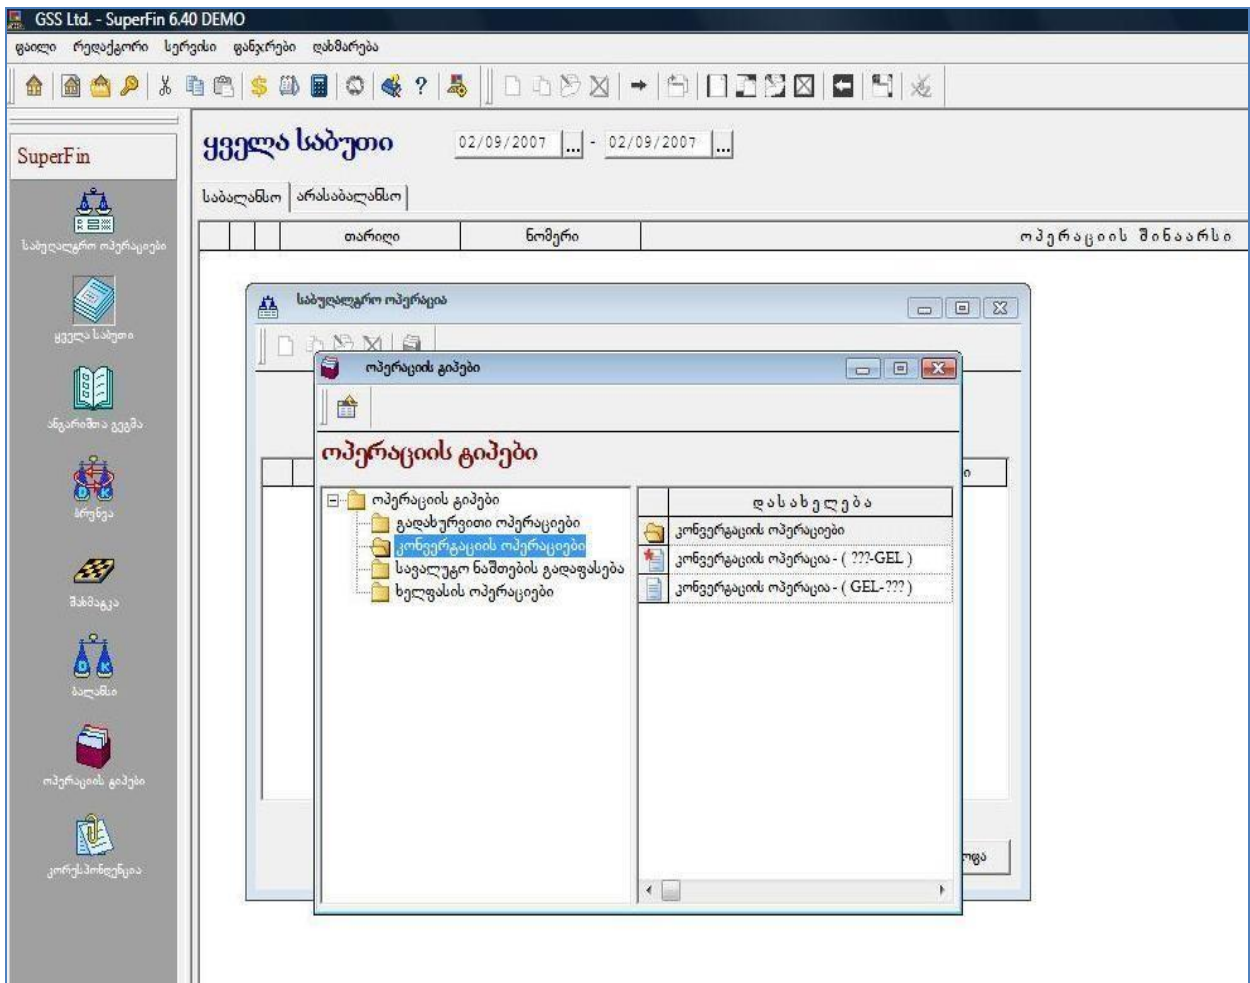 GSS Ltd. - SuperFin 6.40 DEMO
ფაილი რედაქტორი სერვისი ფანჯრები დახმარება
SuperFin
ყველა საბუთი 02/09/2007 ... - 02/09/2007 ...
საბალანსო არასაბალანსო
თარიღი ნომერი ოპერაციის შინაარსი
საბუღალტრო ოპერაციები
ყველა საბუთი
ანგარიშთა გეგმა
ბრუნვა
შახმატკა
ბალანსი
ოპერაციის ტიპები
კორესპონდენცია
საბუღალტრო ოპერაცია
ოპერაციის ტიპები
ოპერაციის ტიპები
ოპერაციის ტიპები
გადახურვითი ოპერაციები
კონვერტაციის ოპერაციები
სავალუტო ნაშთების გადაფასება
ხელფასის ოპერაციები
დასახელება
კონვერტაციის ოპერაციები
კონვერტაციის ოპერაცია - ( ???-GEL )
კონვერტაციის ოპერაცია - ( GEL-??? )